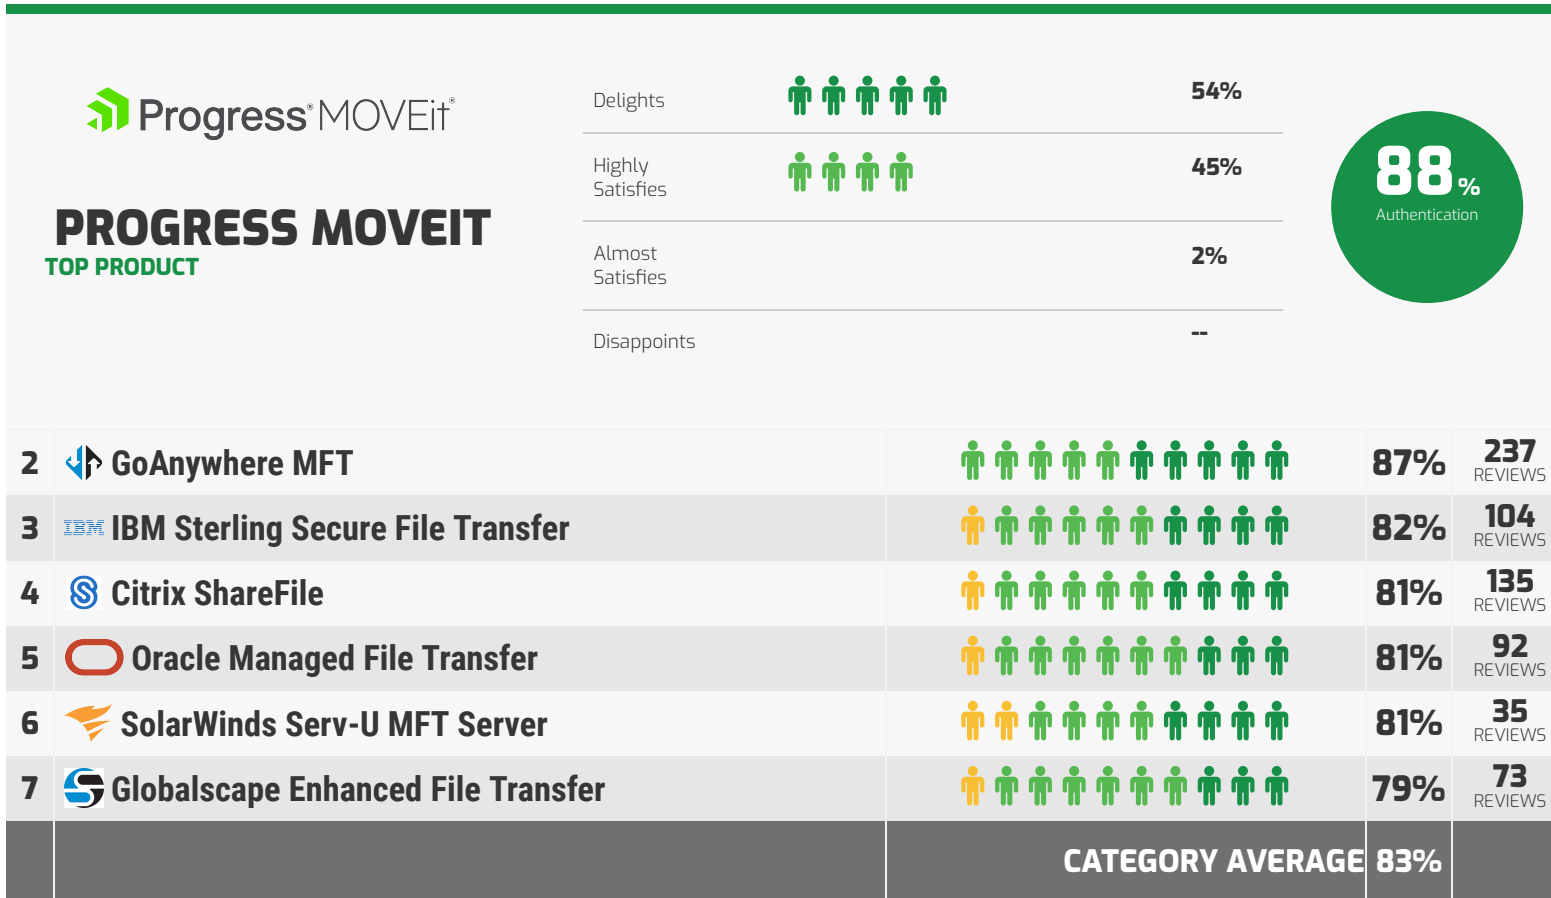 Progress® MOVEit®
PROGRESS MOVEIT
TOP PRODUCT
Delights
54%
Highly
Satisfies
45%
Almost
Satisfies
2%
Disappoints
--
88%
Authentication
2 GoAnywhere MFT 87% 237
REVIEWS
3 IBM IBM Sterling Secure File Transfer 82% 104
REVIEWS
4 Citrix ShareFile 81% 135
REVIEWS
5 Oracle Managed File Transfer 81% 92
REVIEWS
6 SolarWinds Serv-U MFT Server 81% 35
REVIEWS
7 Globalscape Enhanced File Transfer 79% 73
REVIEWS
CATEGORY AVERAGE 83%